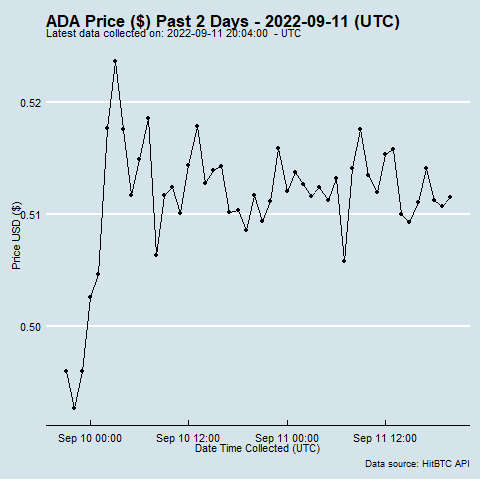 ADA Price ($) Past 2 Days - 2022-09-11 (UTC)
Latest data collected on: 2022-09-11 20:04:00  - UTC
0.52
0.51
0.50
Price USD ($)
Sep 10 00:00 Sep 10 12:00 Sep 11 00:00 Sep 11 12:00
Date Time Collected (UTC)
Data source: HitBTC API